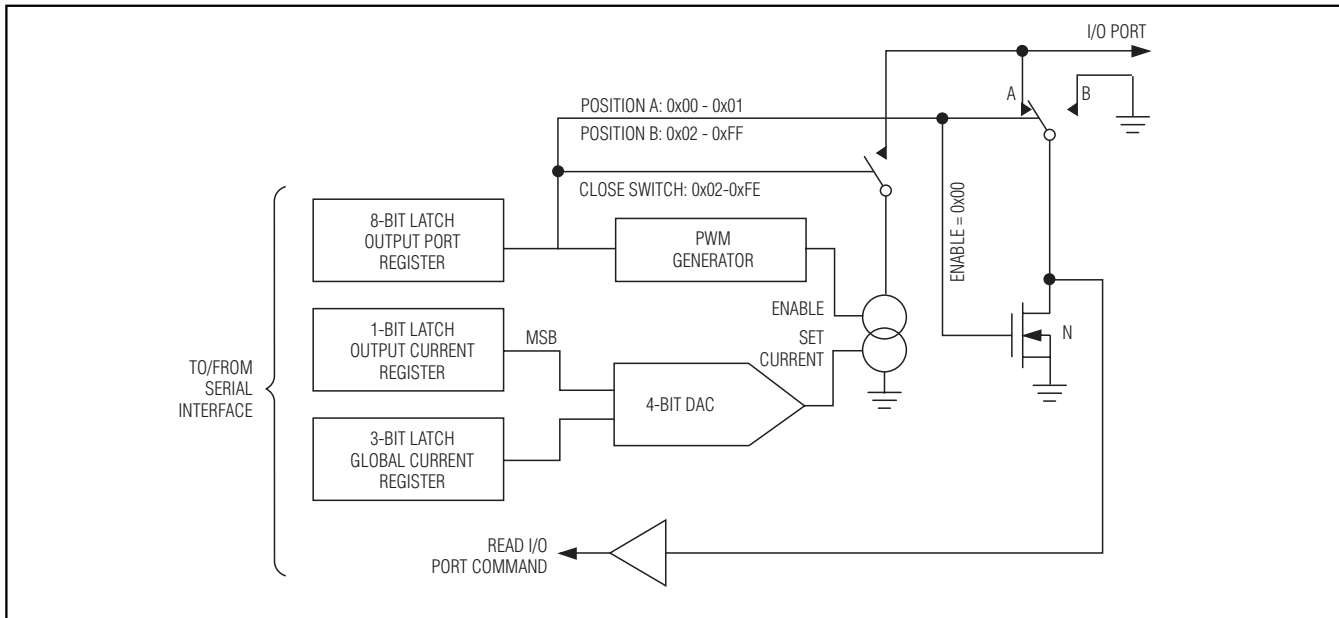 I/O PORT
A
B
POSITION A: 0x00 - 0x01
POSITION B: 0x02 - 0xFF
CLOSE SWITCH: 0x02-0xFE
ENABLE = 0x00
8-BIT LATCH
OUTPUT PORT
REGISTER
PWM
GENERATOR
ENABLE
SET
CURRENT
N
1-BIT LATCH
OUTPUT CURRENT
REGISTER
MSB
TO/FROM
SERIAL
INTERFACE
4-BIT DAC
3-BIT LATCH
GLOBAL CURRENT
REGISTER
READ I/O
PORT COMMAND